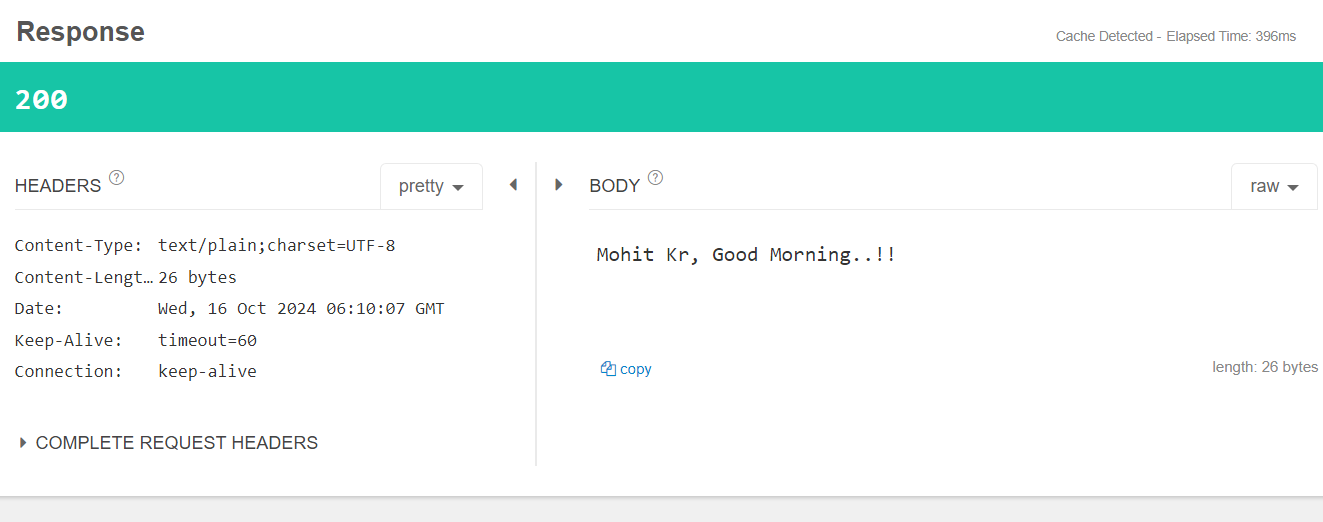 Response
Cache Detected - Elapsed Time: 396ms
200
HEADERS ?
pretty
Content-Type: text/plain;charset=UTF-8
Content-Lengt… 26 bytes
Date: Wed, 16 Oct 2024 06:10:07 GMT
Keep-Alive: timeout=60
Connection: keep-alive
COMPLETE REQUEST HEADERS
BODY ?
raw
Mohit Kr, Good Morning..!!
copy
length: 26 bytes